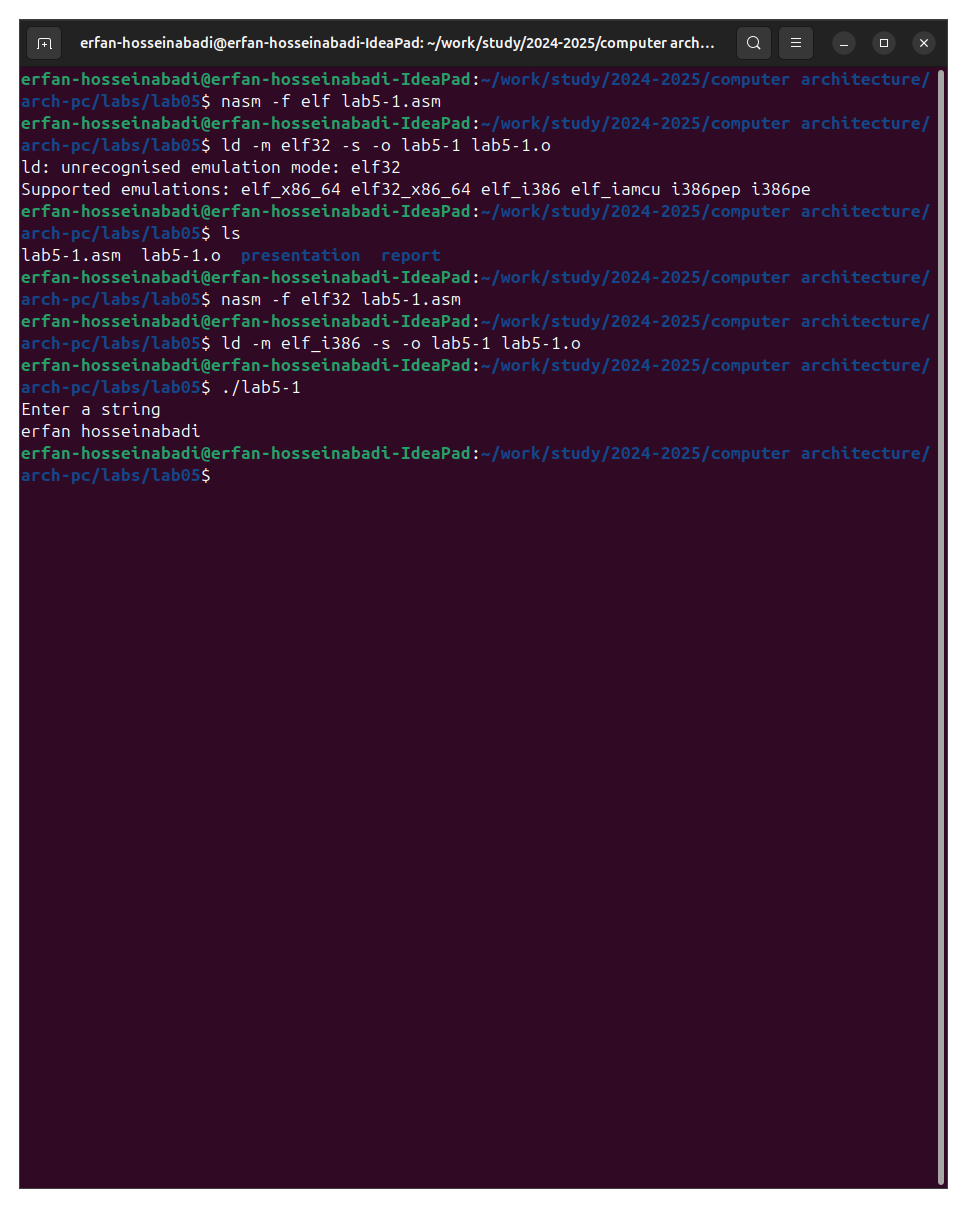 erfan-hosseinabadi@erfan-hosseinabadi-IdeaPad: ~/work/study/2024-2025/computer arch...
erfan-hosseinabadi@erfan-hosseinabadi-IdeaPad:~/work/study/2024-2025/computer architecture/
arch-pc/labs/lab05$ nasm -f elf lab5-1.asm
erfan-hosseinabadi@erfan-hosseinabadi-IdeaPad:~/work/study/2024-2025/computer architecture/
arch-pc/labs/lab05$ ld -m elf32 -s -o lab5-1 lab5-1.o
ld: unrecognised emulation mode: elf32
Supported emulations: elf_x86_64 elf32_x86_64 elf_i386 elf_iamcu i386pep i386pe
erfan-hosseinabadi@erfan-hosseinabadi-IdeaPad:~/work/study/2024-2025/computer architecture/
arch-pc/labs/lab05$ ls
lab5-1.asm  lab5-1.o  presentation  report
erfan-hosseinabadi@erfan-hosseinabadi-IdeaPad:~/work/study/2024-2025/computer architecture/
arch-pc/labs/lab05$ nasm -f elf32 lab5-1.asm
erfan-hosseinabadi@erfan-hosseinabadi-IdeaPad:~/work/study/2024-2025/computer architecture/
arch-pc/labs/lab05$ ld -m elf_i386 -s -o lab5-1 lab5-1.o
erfan-hosseinabadi@erfan-hosseinabadi-IdeaPad:~/work/study/2024-2025/computer architecture/
arch-pc/labs/lab05$ ./lab5-1
Enter a string
erfan hosseinabadi
erfan-hosseinabadi@erfan-hosseinabadi-IdeaPad:~/work/study/2024-2025/computer architecture/
arch-pc/labs/lab05$